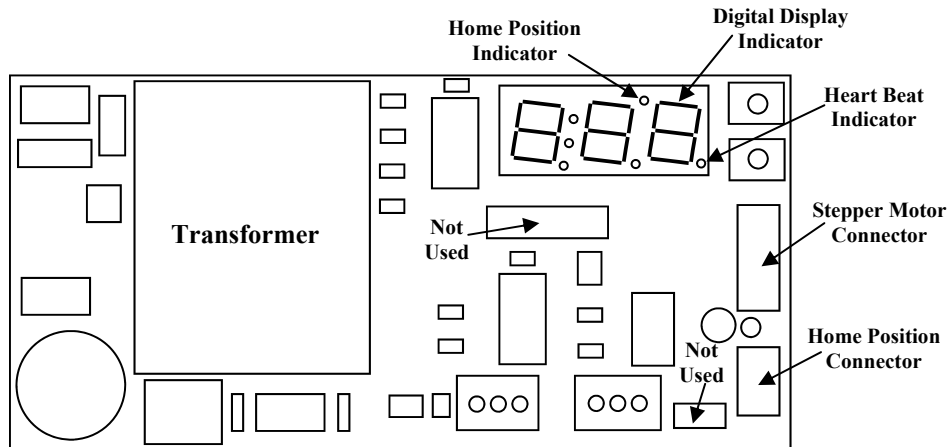 Digital Display
Indicator
Home Position
Indicator
Heart Beat
Indicator
Transformer
Not
Used
Stepper Motor
Connector
Home Position
Connector
Not
Used